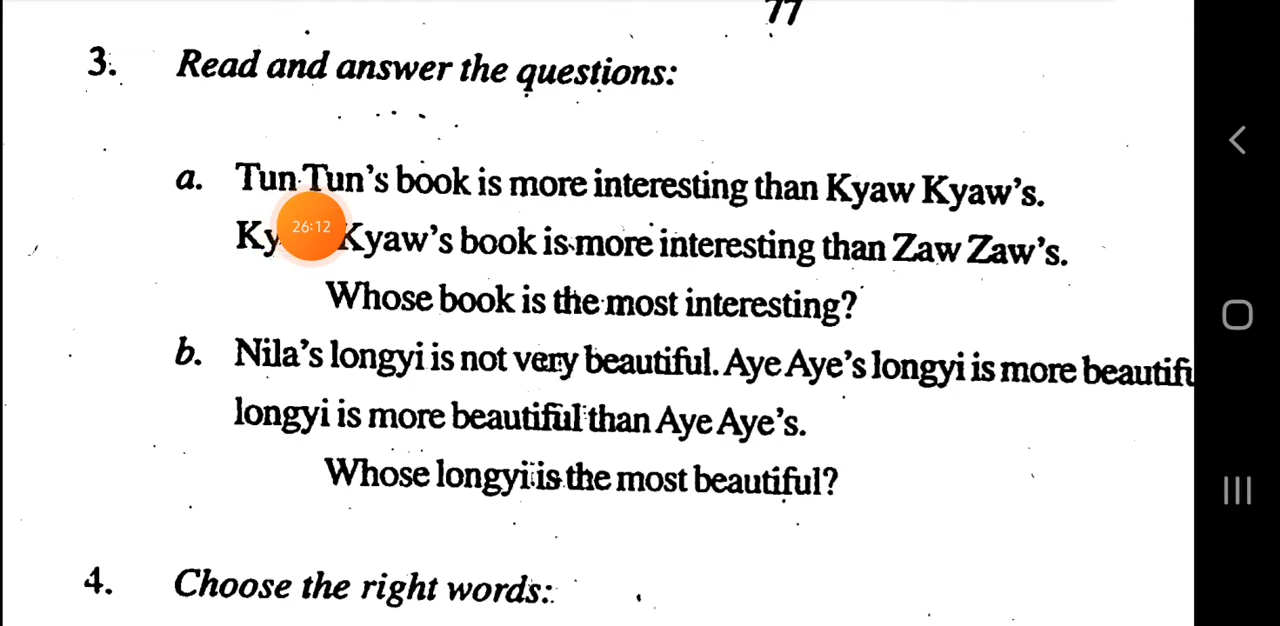 77
3. Read and answer the questions:
a. Tun Tun's book is more interesting than Kyaw Kyaw's.
26:12
Kyaw's book is more interesting than Zaw Zaw's.
Whose book is the most interesting?
b. Nila's longyi is not very beautiful. Aye Aye's longyi is more
longyi is more beautiful than Aye Aye's.
Whose longyi is the most beautiful?
4. Choose the right words: